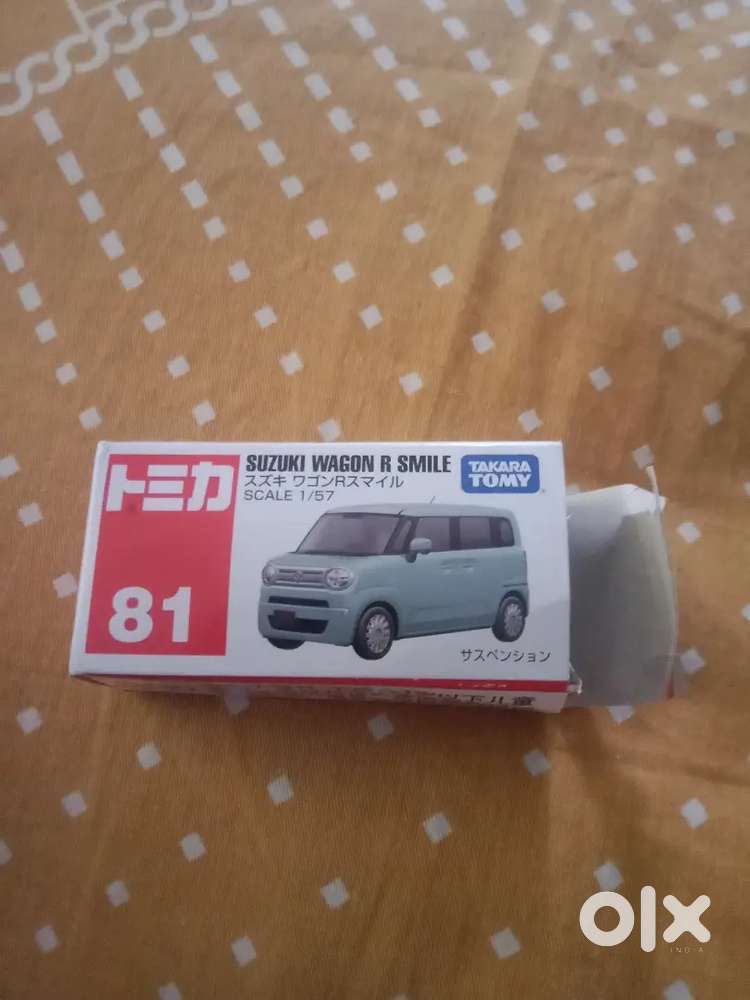 トミカ
81
SUZUKI WAGON R SMILE
スズキ ワゴンRスマイル
SCALE 1/57
TAKARA
TOMY
サスペンション
olx
INDIA